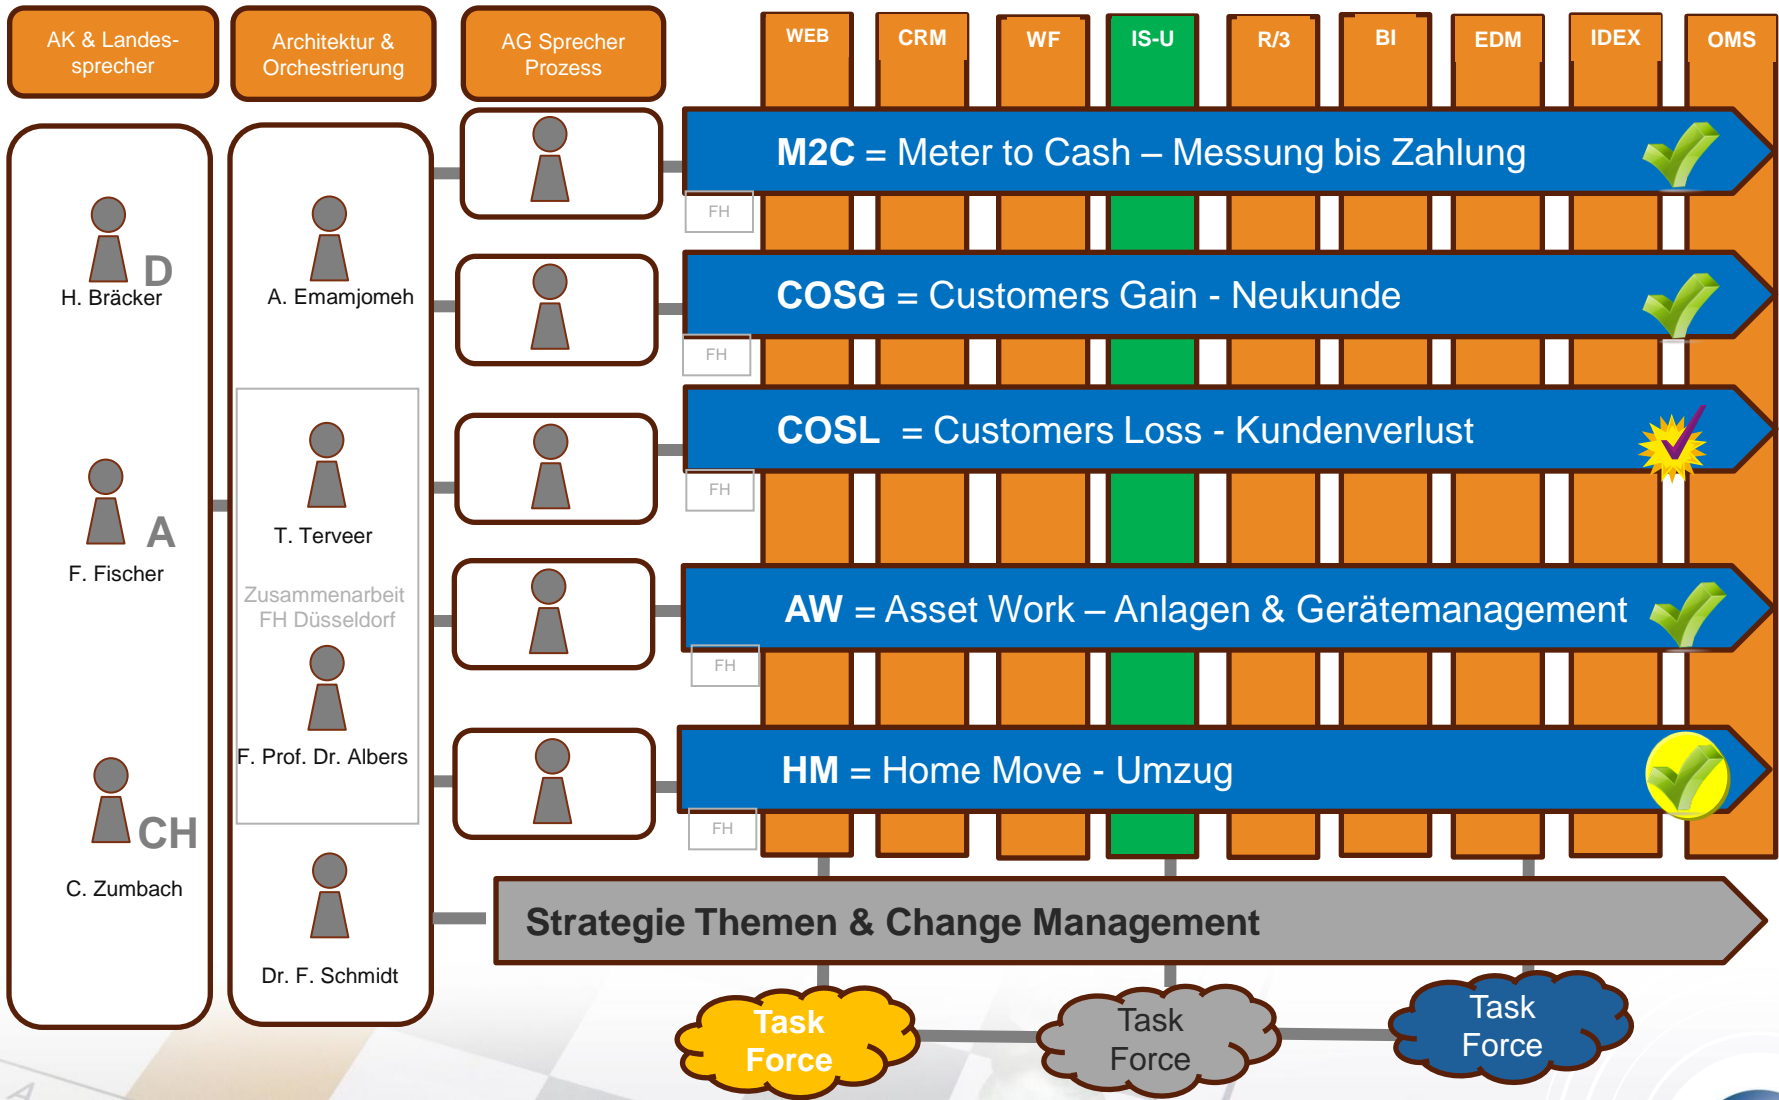 AK & Landes-
sprecher
Architektur &
Orchestrierung
AG Sprecher
Prozess
WEB
CRM
WF
IS-U
R/3
BI
EDM
IDEX
OMS
D
H. Bräcker
A
F. Fischer
CH
C. Zumbach
A. Emamjomeh
T. Terveer
Zusammenarbeit
FH Düsseldorf
F. Prof. Dr. Albers
Dr. F. Schmidt
M2C = Meter to Cash – Messung bis Zahlung
FH
COSG = Customers Gain - Neukunde
FH
COSL = Customers Loss - Kundenverlust
FH
AW = Asset Work – Anlagen & Gerätemanagement
FH
HM = Home Move - Umzug
FH
Strategie Themen & Change Management
Task
Force
Task
Force
Task
Force
A